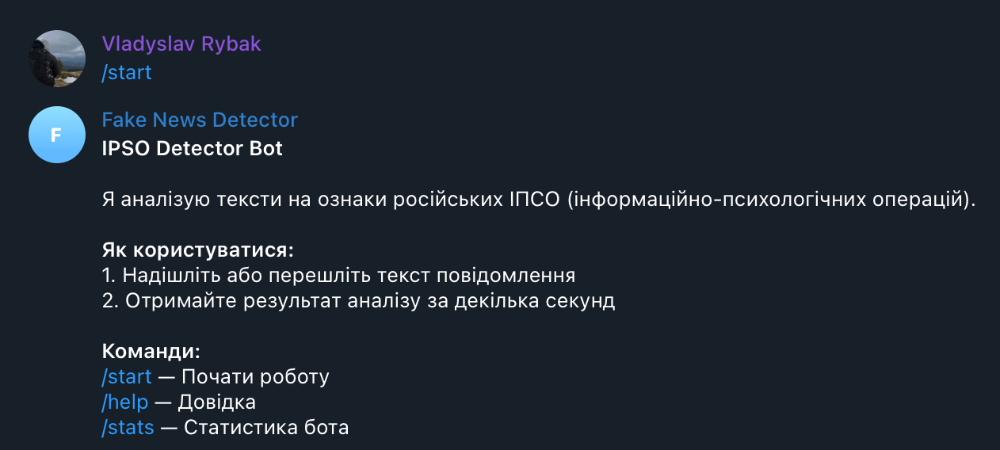 Vladyslav Rybak
/start
F
Fake News Detector
IPSO Detector Bot
Я аналізую тексти на ознаки російських ІПСО (інформаційно-психологічних операцій).
Як користуватися:
1. Надішліть або перешліть текст повідомлення
2. Отримайте результат аналізу за декілька секунд
Команди:
/start — Почати роботу
/help — Довідка
/stats — Статистика бота